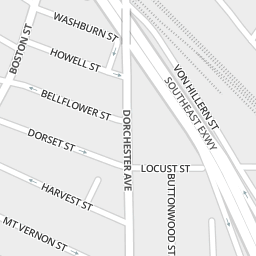 WASHBURN ST
BOSTON ST
HOWELL ST
VON HILLERN ST
BELLFLOWER ST
SOUTHEAST EXWY
DORCHESTER AVE
DORSET ST
LOCUST ST
BUTTONWOOD ST
HARVEST ST
MT VERNON ST